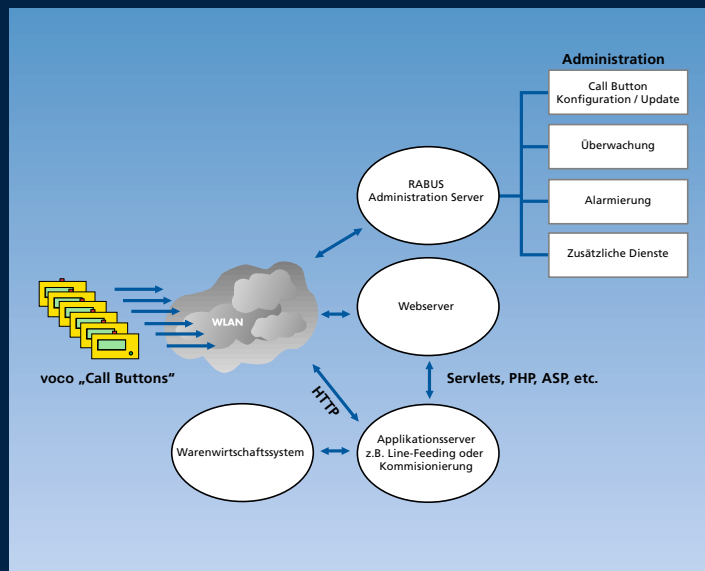 Administration
Call Button
Konfiguration / Update
Überwachung
Alarmierung
Zusätzliche Dienste
RABUS
Administration Server
Webserver
WLAN
voco „Call Buttons“
Servlets, PHP, ASP, etc.
HTTP
Warenwirtschaftssystem
Applikationsserver
z.B. Line-Feeding oder
Kommisionierung